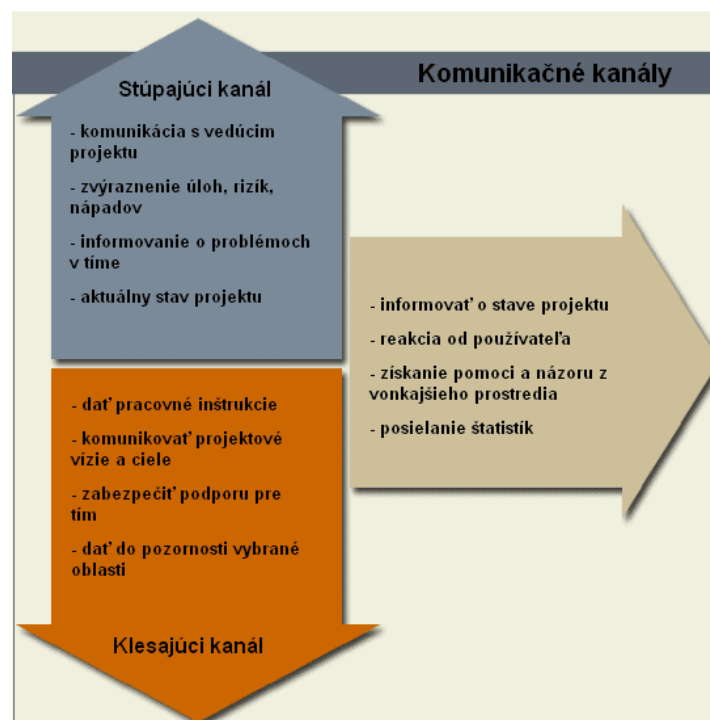 Komunikačné kanály
Stúpajúci kanál
- komunikácia s vedúcim
projektu
- zvýraznenie úloh, rizík,
nápadov
- informovanie o problémoch
v tíme
- aktuálny stav projektu
- informovať o stave projektu
- reakcia od používateľa
- získanie pomoci a názoru z
vonkajšieho prostredia
- posielanie štatistík
- dať pracovné inštrukcie
- komunikovať projektové
vízie a ciele
- zabezpečiť podporu pre
tím
- dať do pozornosti vybrané
oblasti
Klesajúci kanál